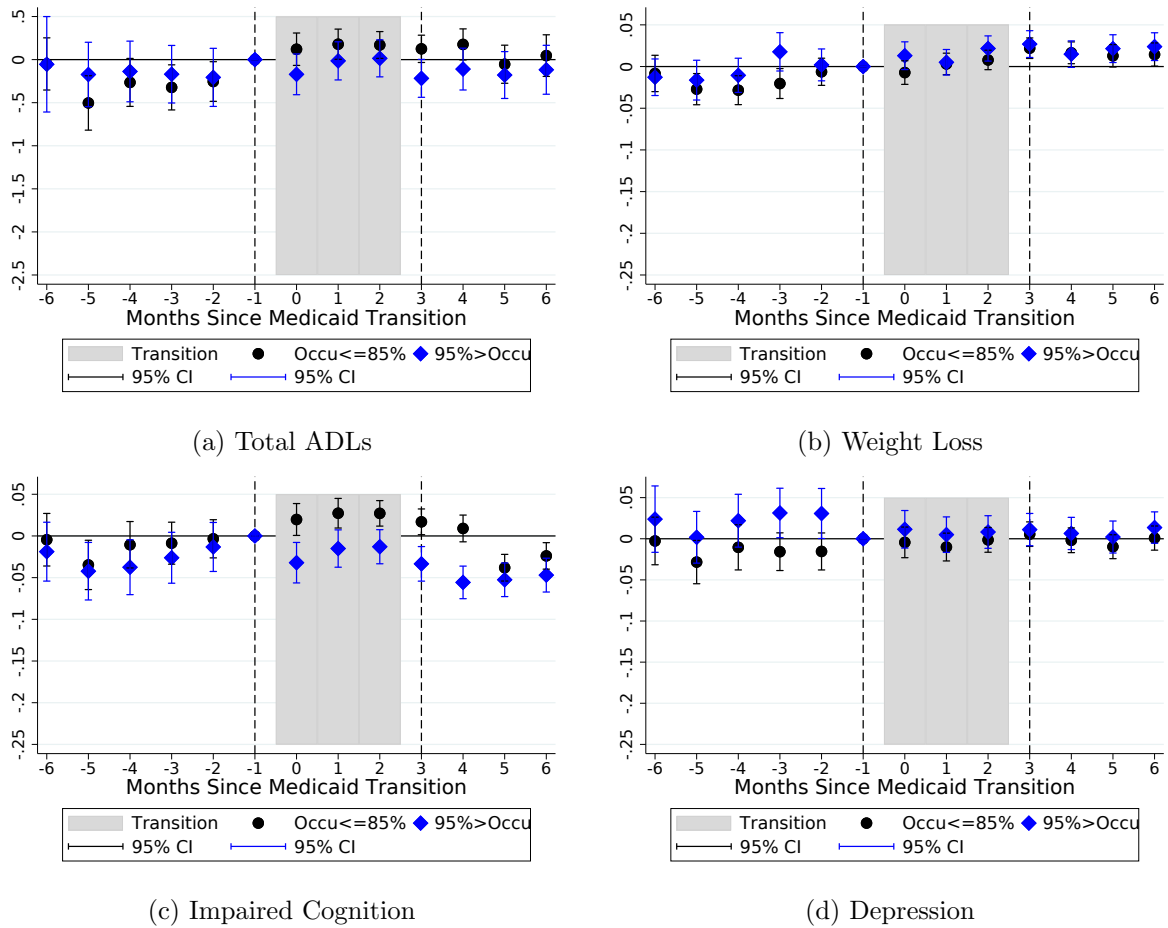 .5 0 -.5 -1 -1.5 -2 -2.5
-6 -5 -4 -3 -2 -1 0 1 2 3 4 5 6
Months Since Medicaid Transition
Transition Occu<=85% 95%>Occu
95% CI 95% CI
(a) Total ADLs
.05 0 -.05 -.1 -.15 -.2 -.25
-6 -5 -4 -3 -2 -1 0 1 2 3 4 5 6
Months Since Medicaid Transition
Transition Occu<=85% 95%>Occu
95% CI 95% CI
(b) Weight Loss
.05 0 -.05 -.1 -.15 -.2 -.25
-6 -5 -4 -3 -2 -1 0 1 2 3 4 5 6
Months Since Medicaid Transition
Transition Occu<=85% 95%>Occu
95% CI 95% CI
(c) Impaired Cognition
.05 0 -.05 -.1 -.15 -.2 -.25
-6 -5 -4 -3 -2 -1 0 1 2 3 4 5 6
Months Since Medicaid Transition
Transition Occu<=85% 95%>Occu
95% CI 95% CI
(d) Depression